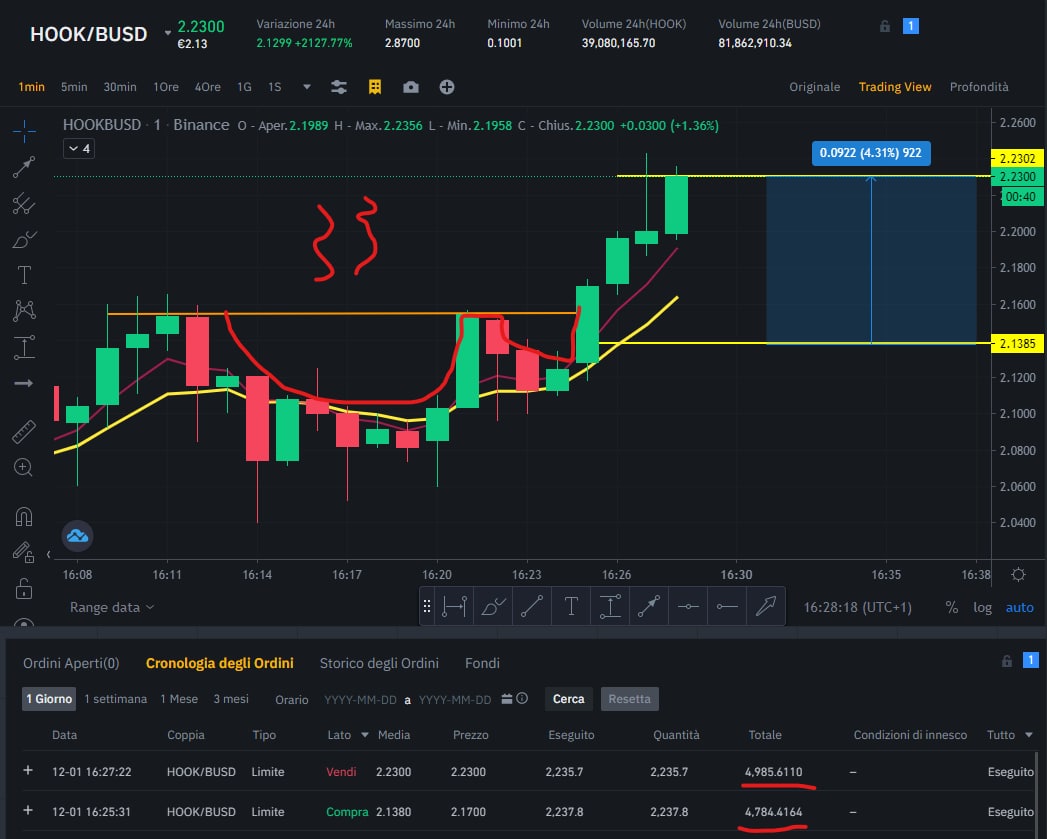 HOOK/BUSD
2.2300
€2.13
Variazione 24h
2.1299 +2127.77%
Massimo 24h
2.8700
Minimo 24h
0.1001
Volume 24h(HOOK)
39,080,165.70
Volume 24h(BUSD)
81,862,910.34
1
1min 5min 30min 1Ore 4Ore 1G 1S
Originale Trading View Profondità
HOOKBUSD · 1 · Binance O - Aper.2.1989 H - Max.2.2356 L - Min.2.1958 C - Chius.2.2300 +0.0300 (+1.36%)
4
0.0922 (4.31%) 922
2.2600
2.2302
2.2300
00:40
2.2000
2.1800
2.1600
2.1385
2.1200
2.1000
2.0800
2.0600
2.0400
16:08 16:11 16:14 16:17 16:20 16:23 16:26 16:30 16:35 16:38
Range data
16:28:18 (UTC+1) % log auto
Ordini Aperti(0) Cronologia degli Ordini Storico degli Ordini Fondi
1
1 Giorno 1 settimana 1 Mese 3 mesi Orario YYYY-MM-DD a YYYY-MM-DD Cerca Resetta
Data Coppia Tipo Lato Media Prezzo Eseguito Quantità Totale Condizioni di innesco Tutto
12-01 16:27:22 HOOK/BUSD Limite Vendi 2.2300 2.2300 2,235.7 2,235.7 4,985.6110 – Eseguito
12-01 16:25:31 HOOK/BUSD Limite Compra 2.1380 2.1700 2,237.8 2,237.8 4,784.4164 – Eseguito